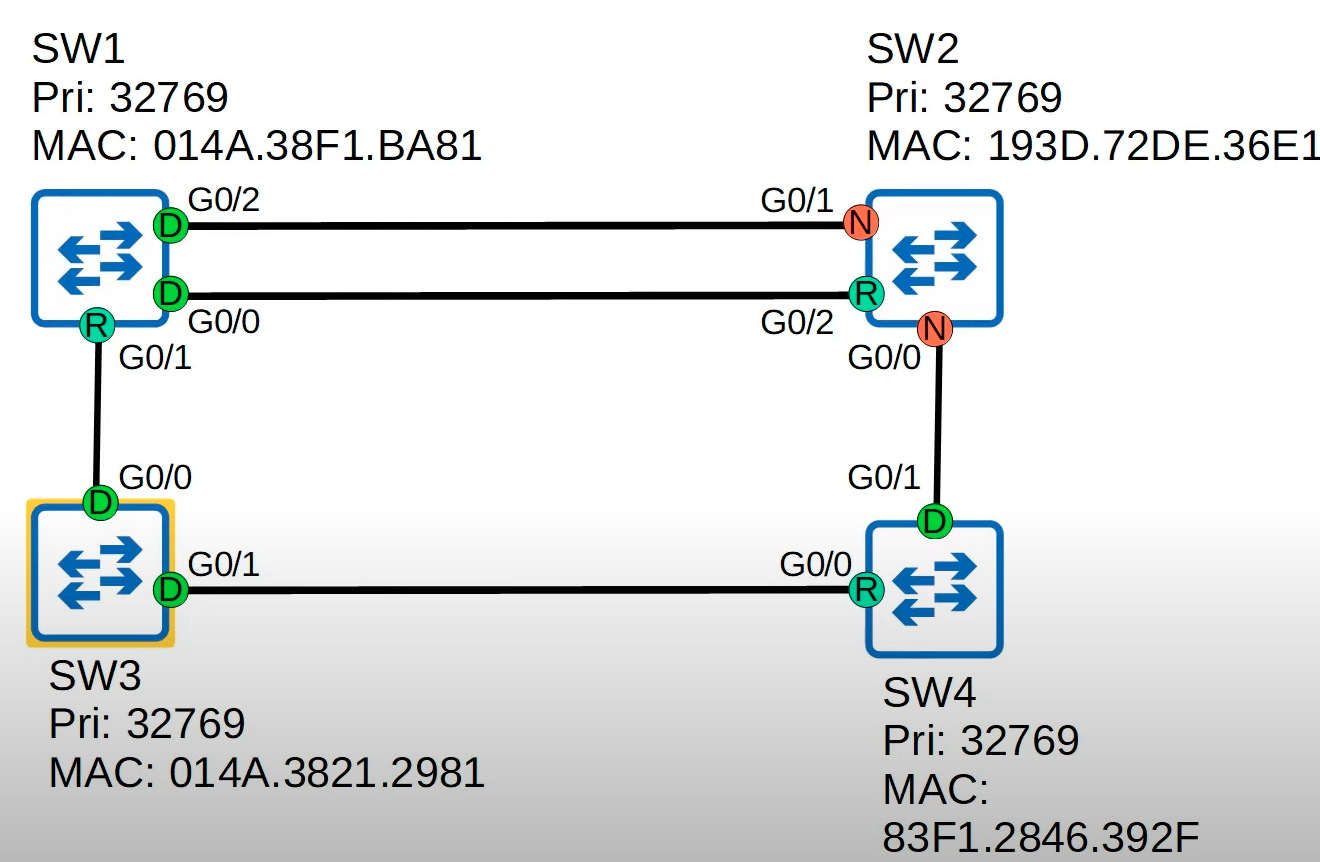 SW1
Pri: 32769
MAC: 014A.38F1.BA81
SW2
Pri: 32769
MAC: 193D.72DE.36E1
G0/2
G0/1
D
N
D
R
G0/0
G0/2
R
N
G0/1
G0/0
G0/0
G0/1
D
D
G0/1
G0/0
D
R
SW3
Pri: 32769
MAC: 014A.3821.2981
SW4
Pri: 32769
MAC:
83F1.2846.392F